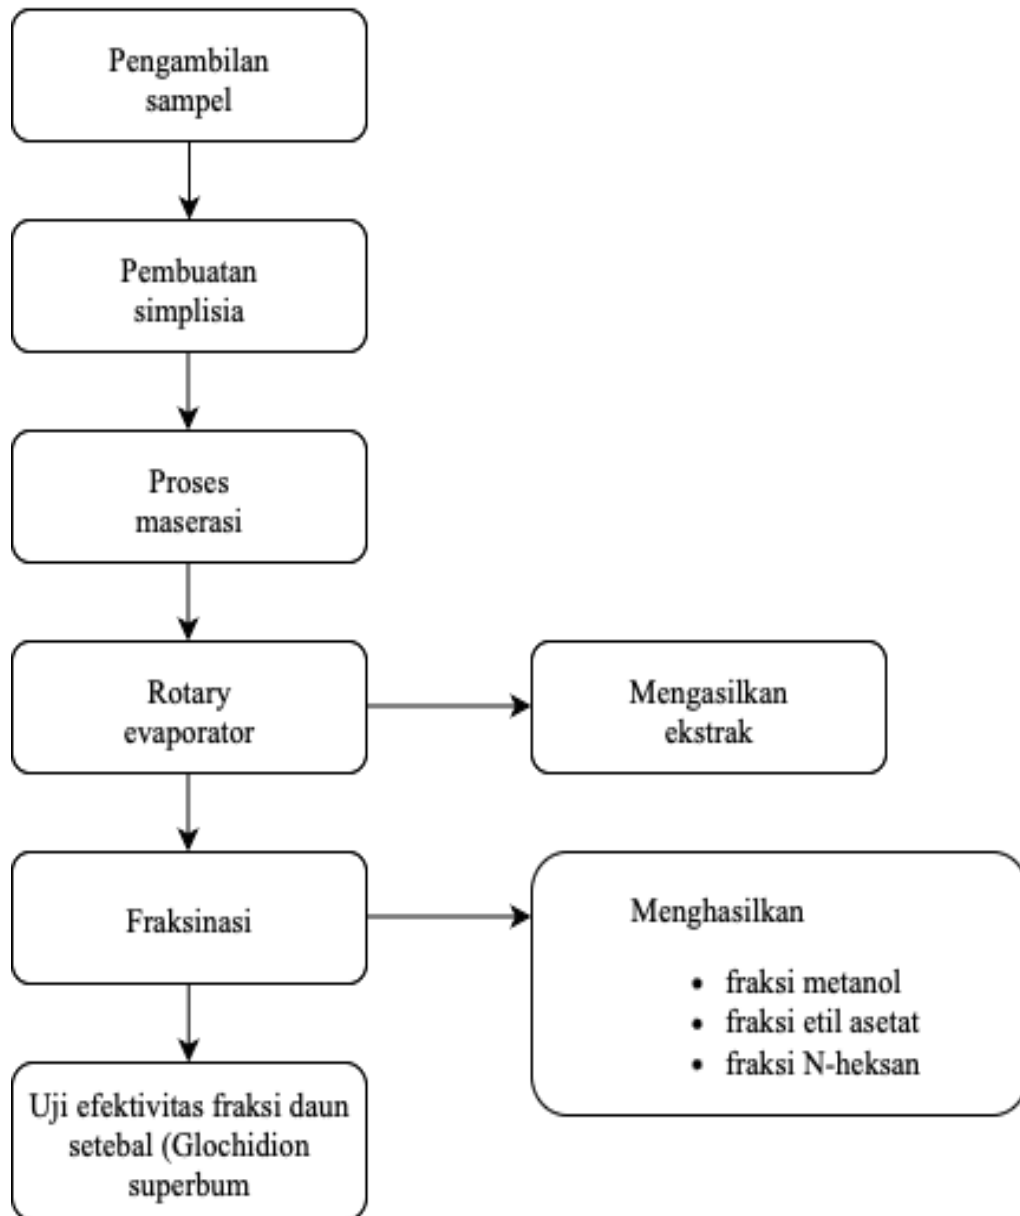 Pengambilan
sampel
Pembuatan
simplisia
Proses
maserasi
Rotary
evaporator
Mengasilkan
ekstrak
Fraksinasi
Menghasilkan
• fraksi metanol
• fraksi etil asetat
• fraksi N-heksan
Uji efektivitas fraksi daun
setebal (Glochidion
superbum